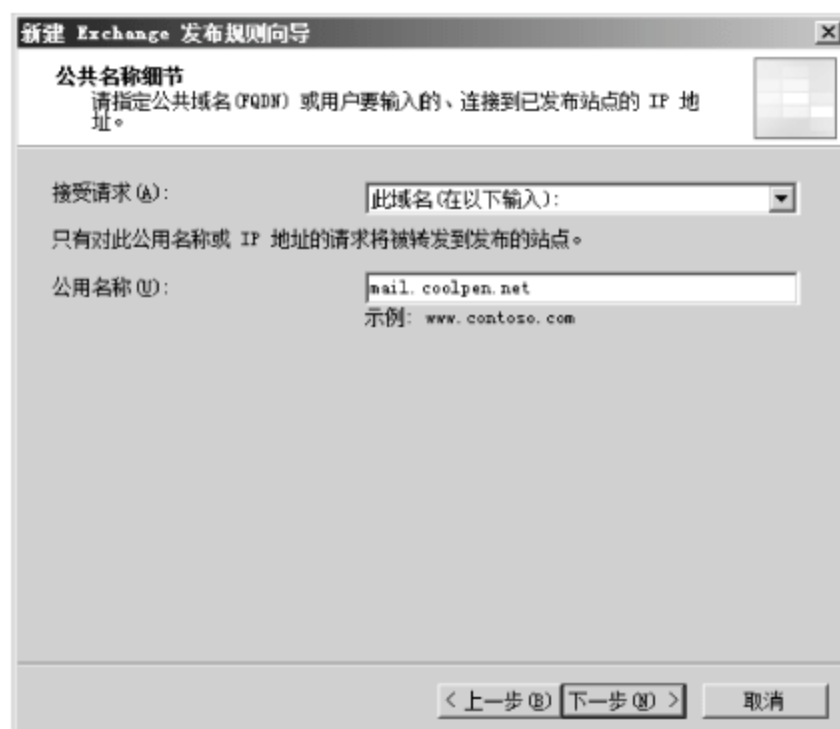 新建 Exchange 发布规则向导
公共名称细节
请指定公共域名(FQDN) 或用户要输入的、连接到已发布站点的 IP 地
址。
接受请求(A): 此域名(在以下输入):
只有对此公用名称或 IP 地址的请求将被转发到发布的站点。
公用名称(U): mail.coolpen.net
示例: www.contoso.com
< 上一步(B) 下一步(N) > 取消